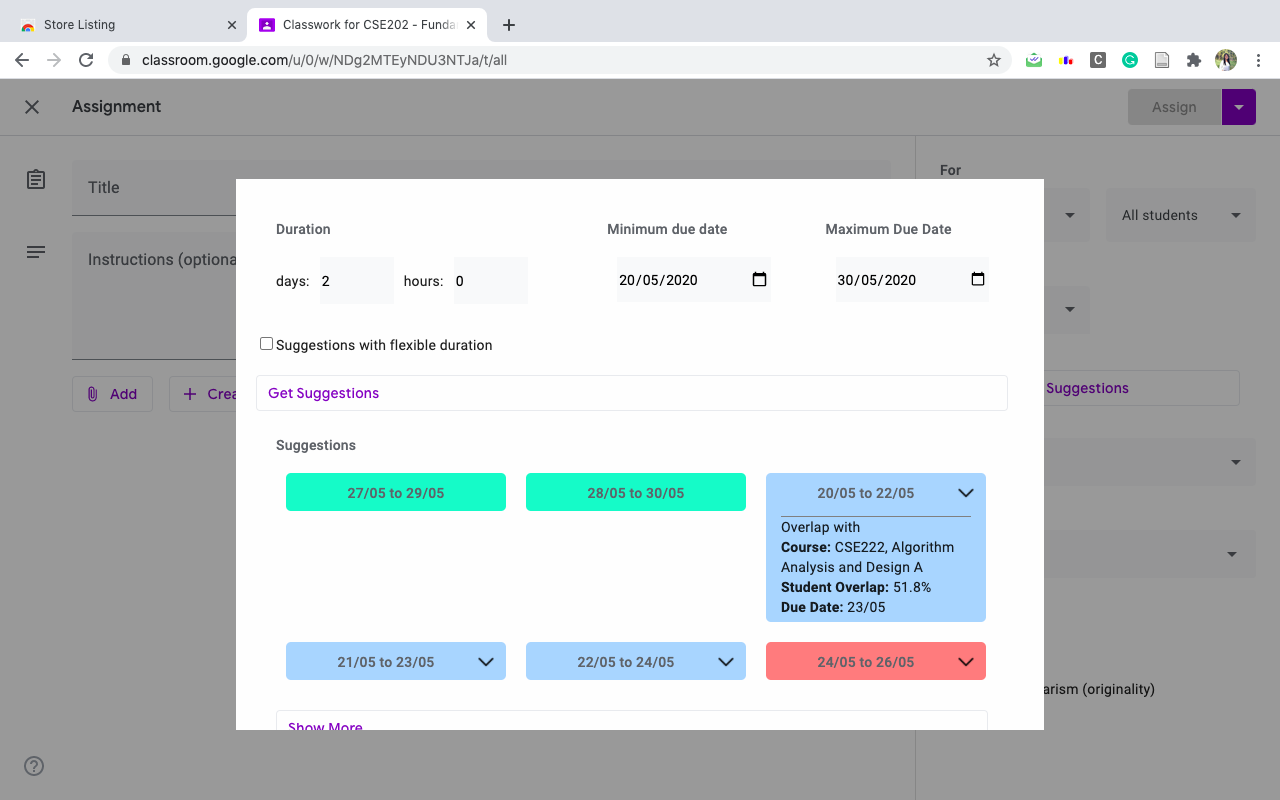 Store Listing
Classwork for CSE202 - Funda
classroom.google.com/u/0/w/NDg2MTEyNDU3NTJa/t/all
Assignment
Assign
Title
Instructions (optiona
Add
Crea
For
All students
Suggestions
arism (originality)
Duration
Minimum due date
Maximum Due Date
days: 2 hours: 0
20/05/2020
30/05/2020
Suggestions with flexible duration
Get Suggestions
Suggestions
27/05 to 29/05
28/05 to 30/05
20/05 to 22/05
Overlap with
Course: CSE222, Algorithm
Analysis and Design A
Student Overlap: 51.8%
Due Date: 23/05
21/05 to 23/05
22/05 to 24/05
24/05 to 26/05
Show More